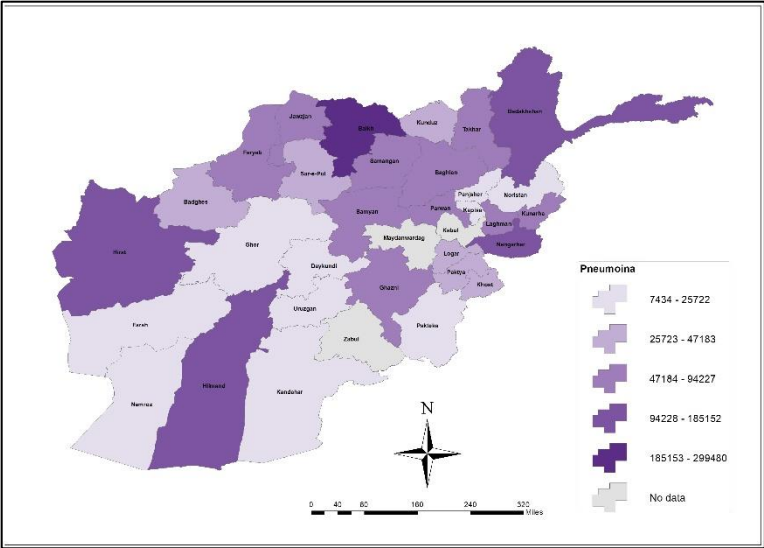 Badakhshan
Jawzjan
Balkh
Kunduz
Takhar
Faryab
Samangan
Sur-e-Pul
Baghlan
Badghes
Panjsher
Noristan
Bamyan
Parwan
Kapisa
Kunarha
Laghman
Kabul
Hirat
Ghor
Maydanwardag
Nangarhar
Logar
Daykundi
Paktya
Ghazni
Khost
Uruzgan
Farah
Paktika
Zabul
Hilmand
Kandahar
Nemroz
N
0 40 80 160 240 320
Miles
Pneumoina
7434 - 25722
25723 - 47183
47184 - 94227
94228 - 185152
185153 - 299480
No data